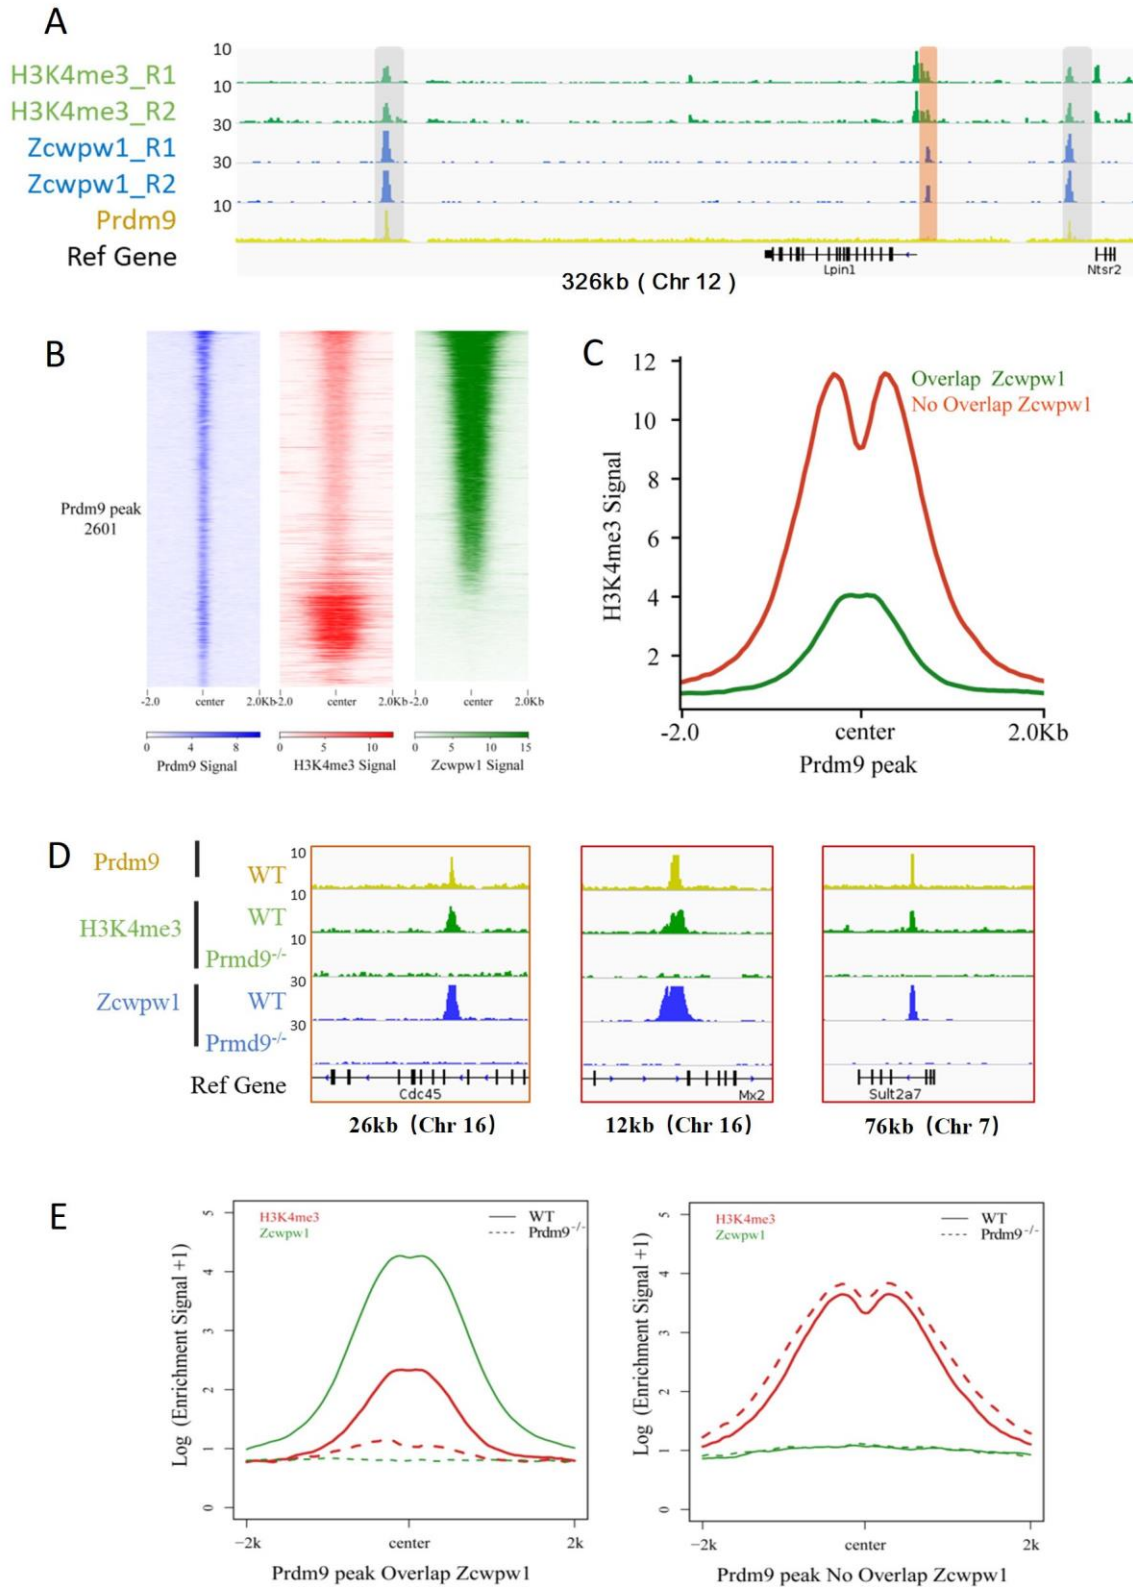 A
10
H3K4me3_R1
10
H3K4me3_R2
30
Zcwpw1_R1
30
Zcwpw1_R2
10
Prdm9
Ref Gene
Lpin1
Ntsr2
326kb ( Chr 12 )
B
Prdm9 peak
2601
-2.0 center 2.0Kb
-2.0 center 2.0Kb
-2.0 center 2.0Kb
0 4 8
0 5 10
0 5 10 15
Prdm9 Signal
H3K4me3 Signal
Zcwpw1 Signal
C
12
10
8
6
4
2
H3K4me3 Signal
Overlap Zcwpw1
No Overlap Zcwpw1
-2.0 center 2.0Kb
Prdm9 peak
D
Prdm9
WT
10
H3K4me3
WT
10
Prmd9-/-
10
Zcwpw1
WT
30
Prmd9-/-
30
Ref Gene
Cdc45
Mx2
Sult2a7
26kb (Chr 16)
12kb (Chr 16)
76kb (Chr 7)
E
H3K4me3
Zcwpw1
WT
Prdm9-/-
5
4
3
2
1
0
Log (Enrichment Signal +1)
−2k center 2k
Prdm9 peak Overlap Zcwpw1
H3K4me3
Zcwpw1
WT
Prdm9-/-
5
4
3
2
1
0
Log (Enrichment Signal +1)
−2k center 2k
Prdm9 peak No Overlap Zcwpw1